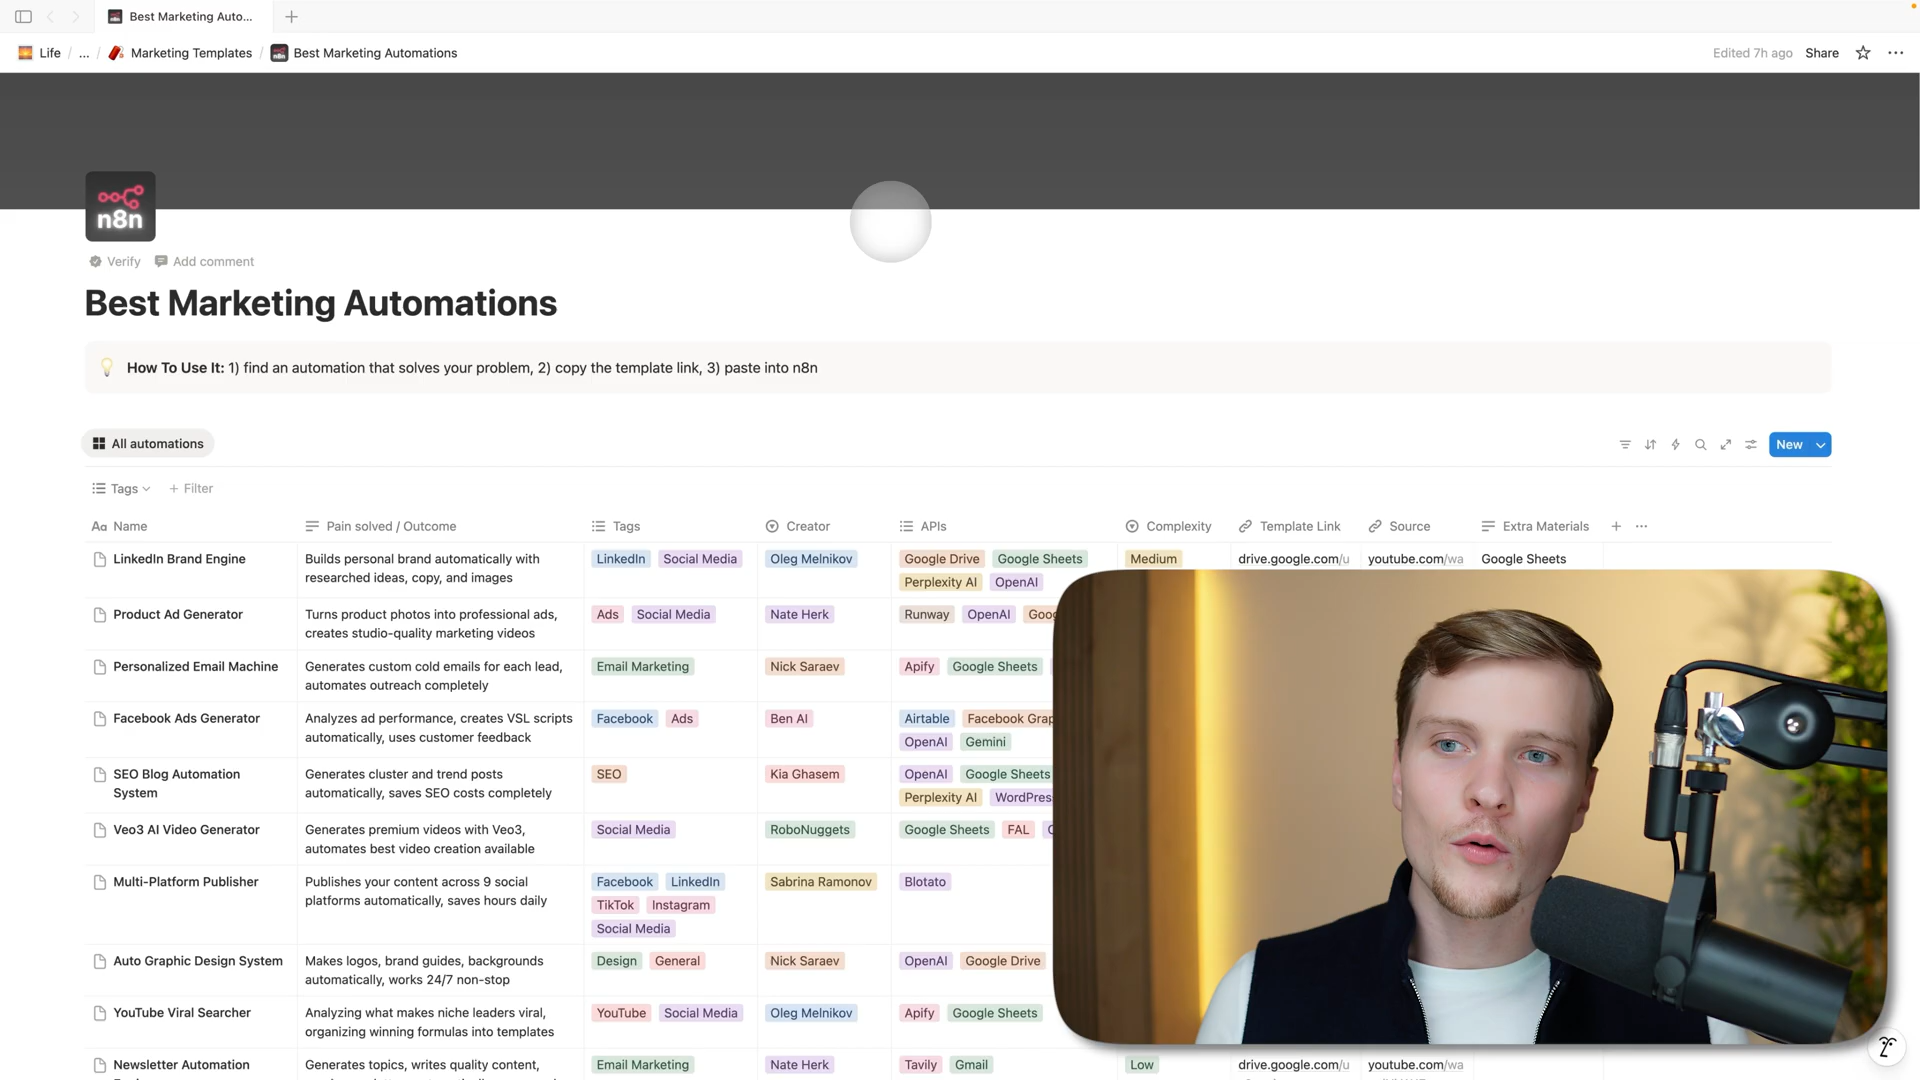 Best Marketing Auto...
Life / ... / Marketing Templates / Best Marketing Automations
Edited 7h ago Share
n8n
Verify Add comment
Best Marketing Automations
How To Use It: 1) find an automation that solves your problem, 2) copy the template link, 3) paste into n8n
All automations
New
Tags + Filter
Aa Name Pain solved / Outcome Tags Creator APIs Complexity Template Link Source Extra Materials
LinkedIn Brand Engine Builds personal brand automatically with LinkedIn Social Media Oleg Melnikov Google Drive Google Sheets Medium drive.google.com/u youtube.com/wa Google Sheets
researched ideas, copy, and images Perplexity AI OpenAI
Product Ad Generator Turns product photos into professional ads, Ads Social Media Nate Herk Runway OpenAI Goo
creates studio-quality marketing videos
Personalized Email Machine Generates custom cold emails for each lead, Email Marketing Nick Saraev Apify Google Sheets
automates outreach completely
Facebook Ads Generator Analyzes ad performance, creates VSL scripts Facebook Ads Ben AI Airtable Facebook Grap
automatically, uses customer feedback OpenAI Gemini
SEO Blog Automation Generates cluster and trend posts SEO Kia Ghasem OpenAI Google Sheets
System automatically, saves SEO costs completely Perplexity AI WordPres
Veo3 AI Video Generator Generates premium videos with Veo3, Social Media RoboNuggets Google Sheets FAL
automates best video creation available
Multi-Platform Publisher Publishes your content across 9 social Facebook LinkedIn Sabrina Ramonov Blotato
platforms automatically, saves hours daily TikTok Instagram
Social Media
Auto Graphic Design System Makes logos, brand guides, backgrounds Design General Nick Saraev OpenAI Google Drive
automatically, works 24/7 non-stop
YouTube Viral Searcher Analyzing what makes niche leaders viral, YouTube Social Media Oleg Melnikov Apify Google Sheets
organizing winning formulas into templates
Newsletter Automation Generates topics, writes quality content, Email Marketing Nate Herk Tavily Gmail Low drive.google.com/u youtube.com/wa